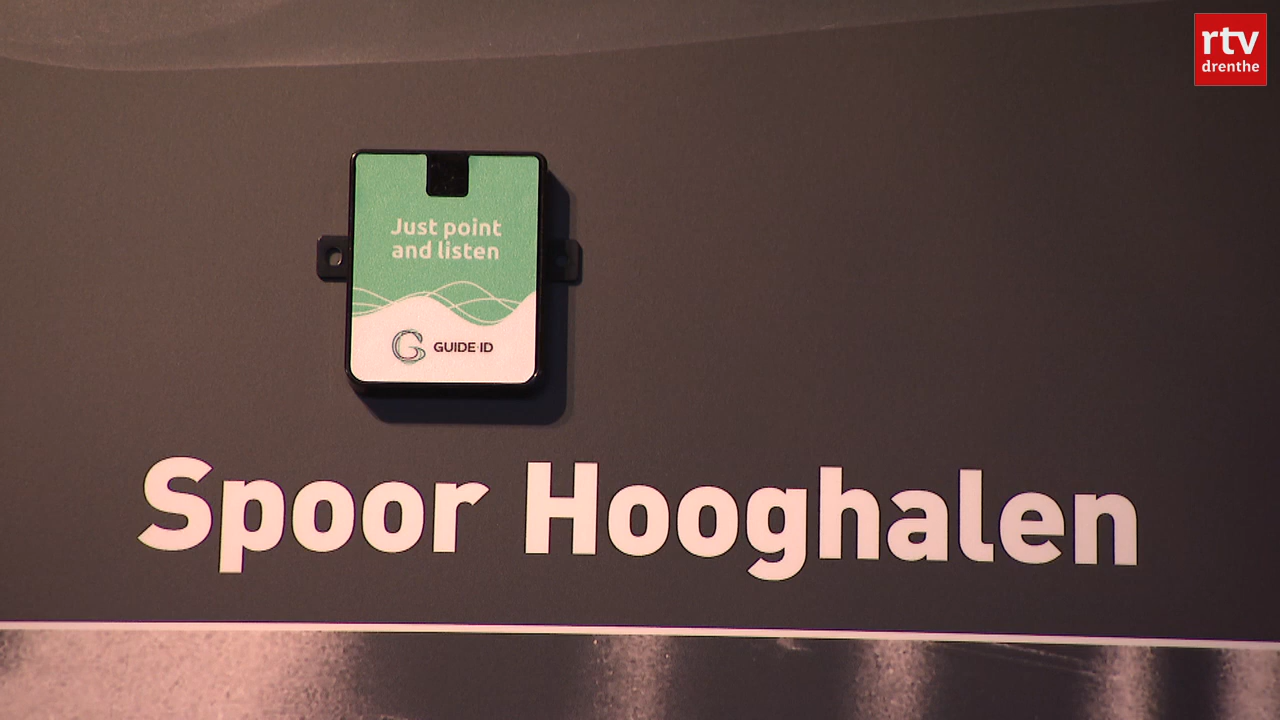 rtv
drenthe
Just point
and listen
GUIDE·ID
Spoor Hooghalen